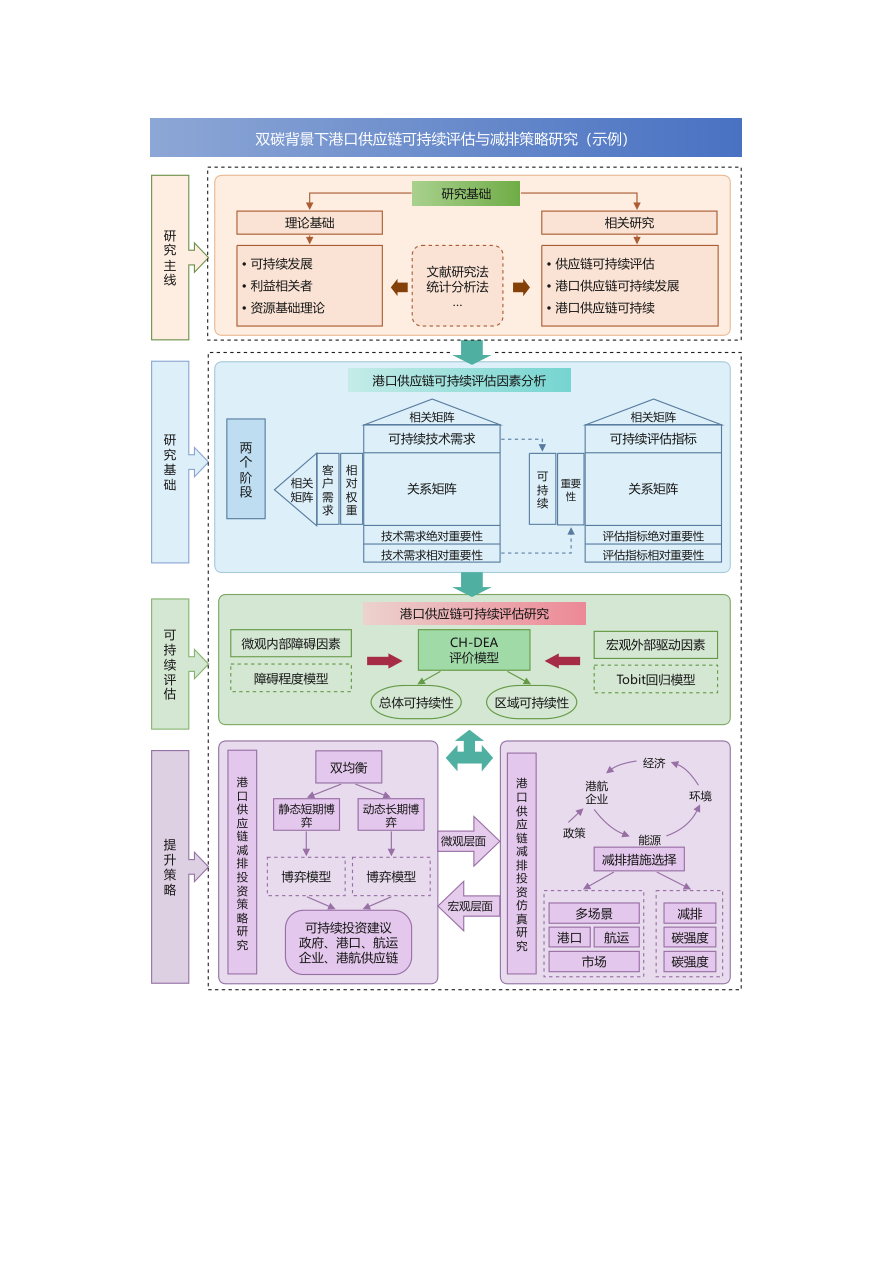 双碳背景下港口供应链可持续评估与减排策略研究（示例）
研究主线
研究基础
理论基础
相关研究
• 可持续发展
• 利益相关者
• 资源基础理论
文献研究法
统计分析法
...
• 供应链可持续评估
• 港口供应链可持续发展
• 港口供应链可持续
研究基础
港口供应链可持续评估因素分析
两个阶段
相关
矩阵
客户需求
相对权重
相关矩阵
可持续技术需求
关系矩阵
技术需求绝对重要性
技术需求相对重要性
可持续
重要
性
相关矩阵
可持续评估指标
关系矩阵
评估指标绝对重要性
评估指标相对重要性
可持续评估
港口供应链可持续评估研究
微观内部障碍因素
障碍程度模型
CH-DEA
评价模型
总体可持续性
区域可持续性
宏观外部驱动因素
Tobit回归模型
提升策略
港口供应链减排投资策略研究
双均衡
静态短期博
弈
动态长期博
弈
博弈模型
博弈模型
可持续投资建议
政府、港口、航运
企业、港航供应链
微观层面
宏观层面
港口供应链减排投资仿真研究
经济
港航
企业
环境
政策
能源
减排措施选择
多场景
港口
航运
市场
减排
碳强度
碳强度